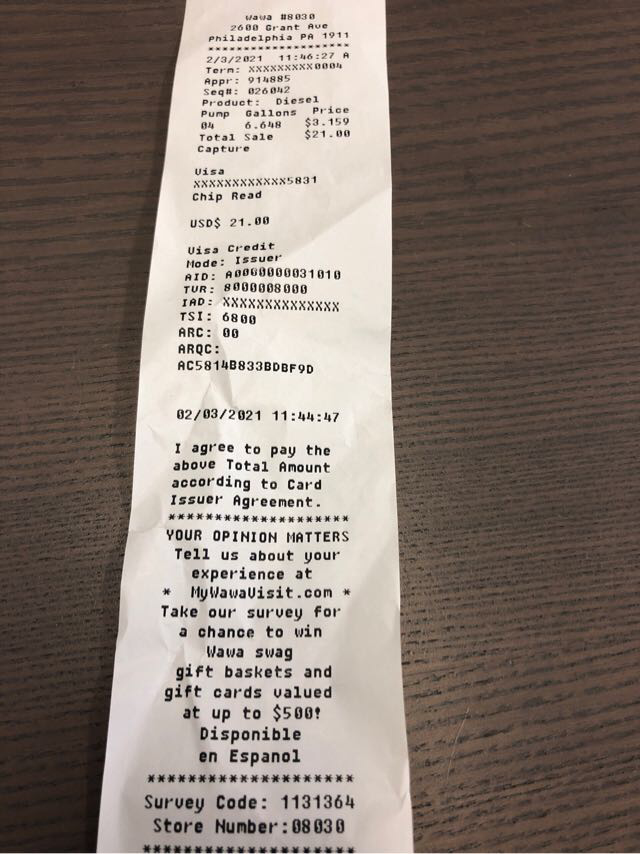 Wawa #8030
2600 Grant Ave
Philadelphia PA 1911
********************
2/3/2021 11:46:27 A
Term: XXXXXXXXX0004
Appr: 914885
Seq#: 026042
Product: Diesel
Pump Gallons Price
04 6.648 $3.159
Total Sale $21.00
Capture
Visa
XXXXXXXXXXXX5831
Chip Read
USD$ 21.00
Visa Credit
Mode: Issuer
AID: A0000000031010
TVR: 8000008000
IAD: XXXXXXXXXXXXXX
TSI: 6800
ARC: 00
ARQC:
AC5814B833BDBF9D
02/03/2021 11:44:47
I agree to pay the
above Total Amount
according to Card
Issuer Agreement.
********************
YOUR OPINION MATTERS
Tell us about your
experience at
* MyWawaVisit.com *
Take our survey for
a chance to win
Wawa swag
gift baskets and
gift cards valued
at up to $500!
Disponible
en Espanol
********************
Survey Code: 1131364
Store Number:08030
********************